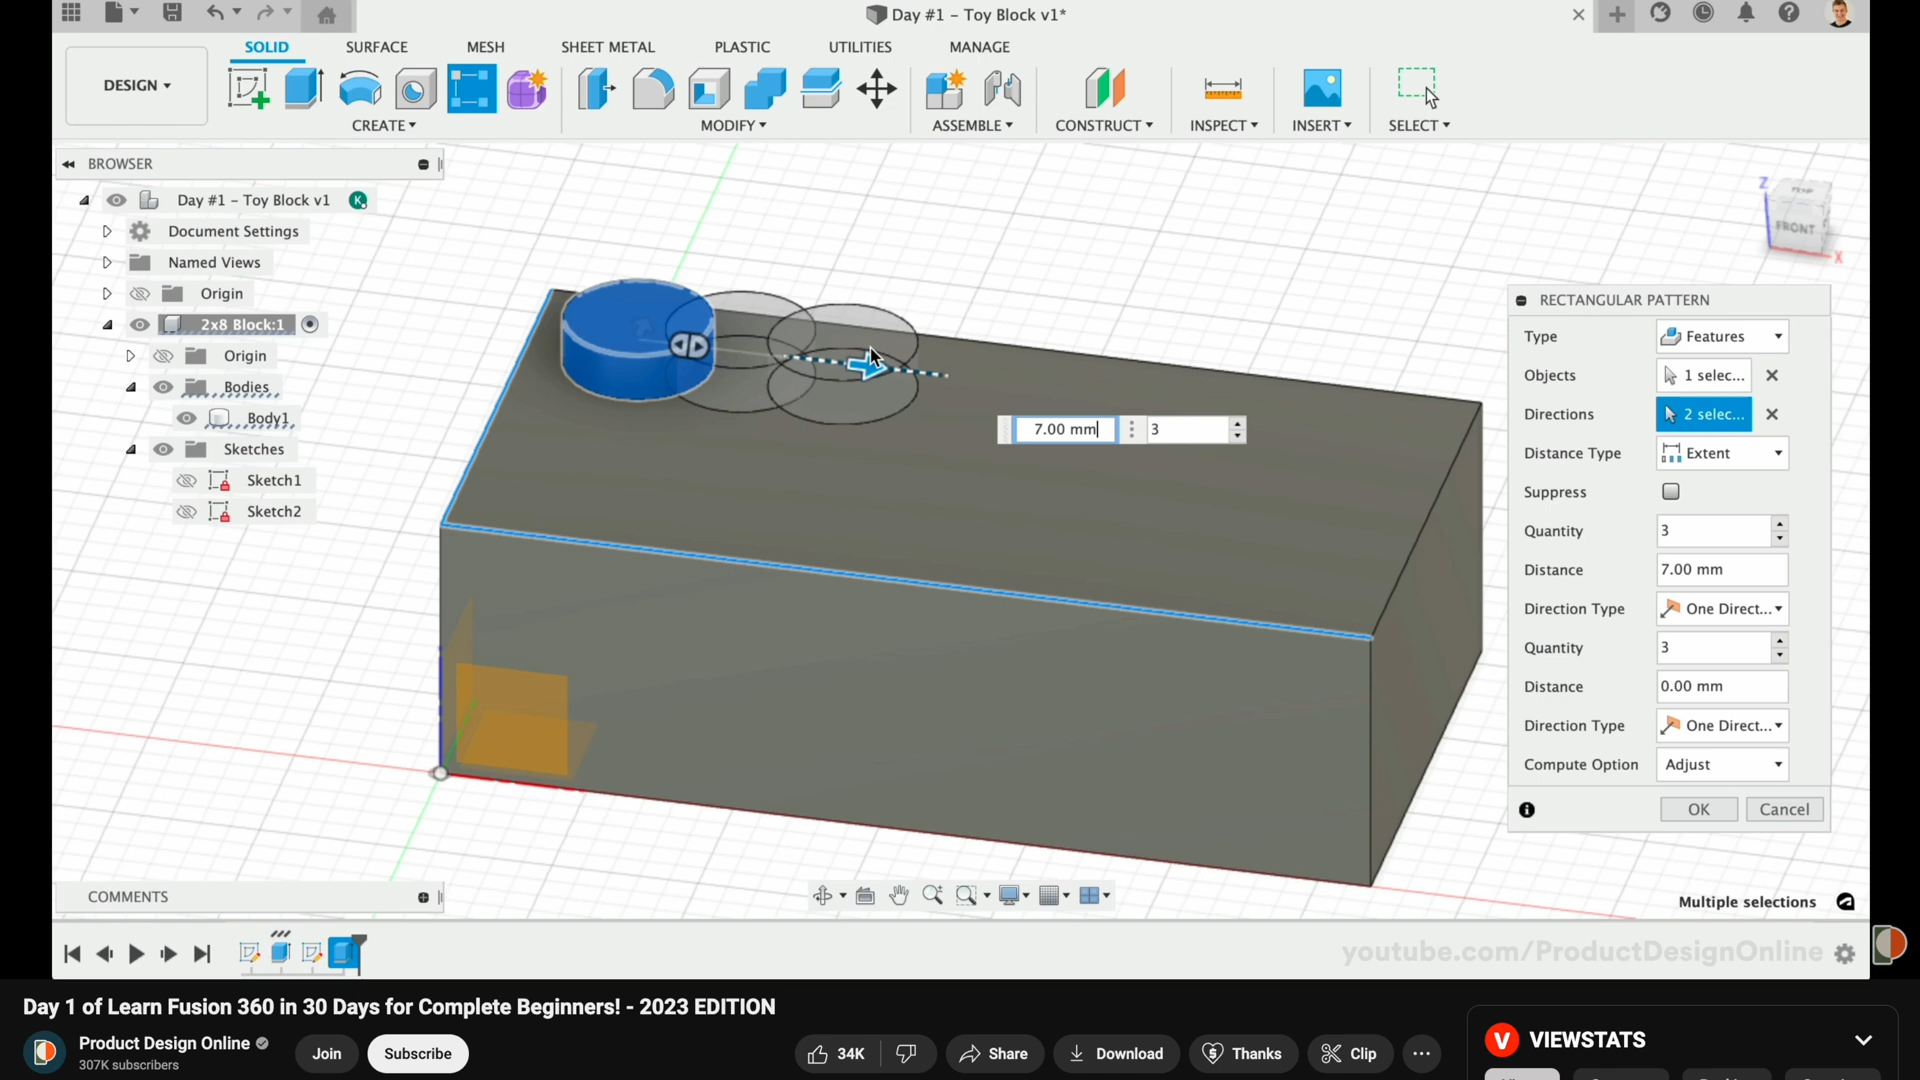 Day #1 – Toy Block v1*
DESIGN
SOLID
SURFACE
MESH
SHEET METAL
PLASTIC
UTILITIES
MANAGE
CREATE
MODIFY
ASSEMBLE
CONSTRUCT
INSPECT
INSERT
SELECT
BROWSER
Day #1 – Toy Block v1
K
Document Settings
Named Views
Origin
2x8 Block:1
Origin
Bodies
Body1
Sketches
Sketch1
Sketch2
Z
FRONT
X
7.00 mm
3
RECTANGULAR PATTERN
Type Features
Objects 1 selec...
Directions 2 selec...
Distance Type Extent
Suppress
Quantity 3
Distance 7.00 mm
Direction Type One Direct...
Quantity 3
Distance 0.00 mm
Direction Type One Direct...
Compute Option Adjust
OK Cancel
Multiple selections
COMMENTS
youtube.com/ProductDesignOnline
Day 1 of Learn Fusion 360 in 30 Days for Complete Beginners! - 2023 EDITION
Product Design Online
307K subscribers
Join
Subscribe
34K
Share
Download
Thanks
Clip
V VIEWSTATS